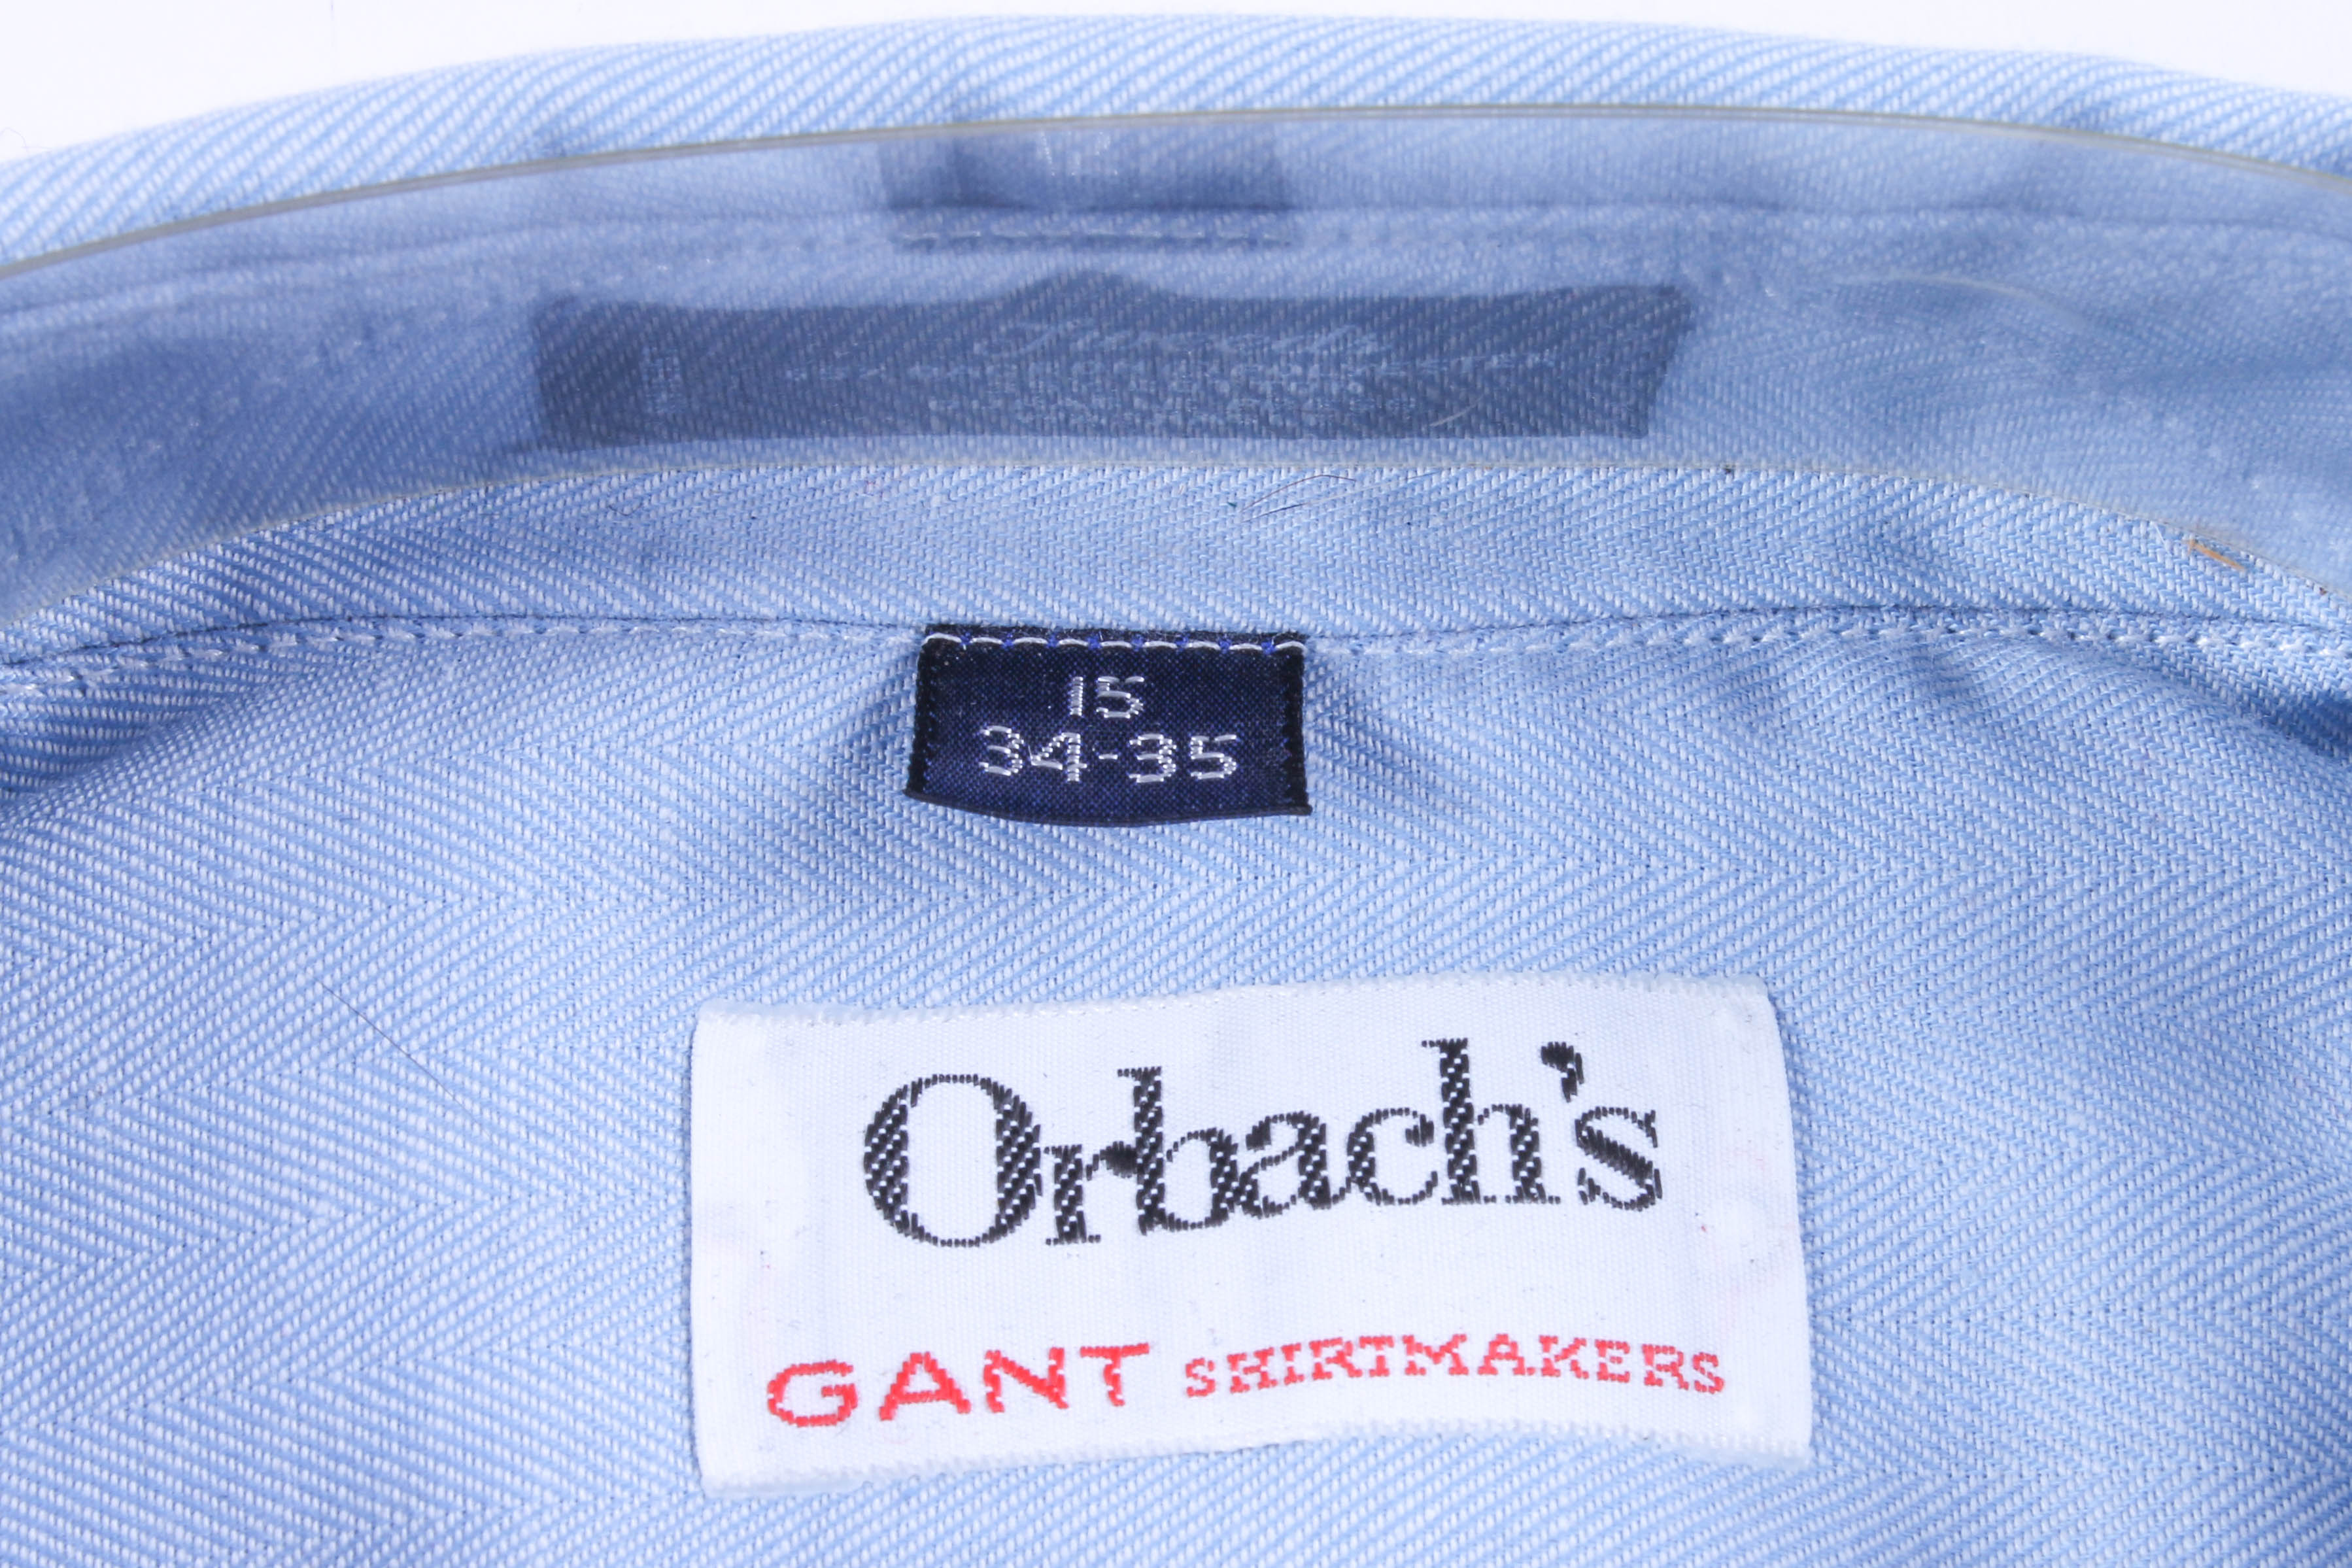 15
34-35
Orbach's
GANT SHIRTMAKERS